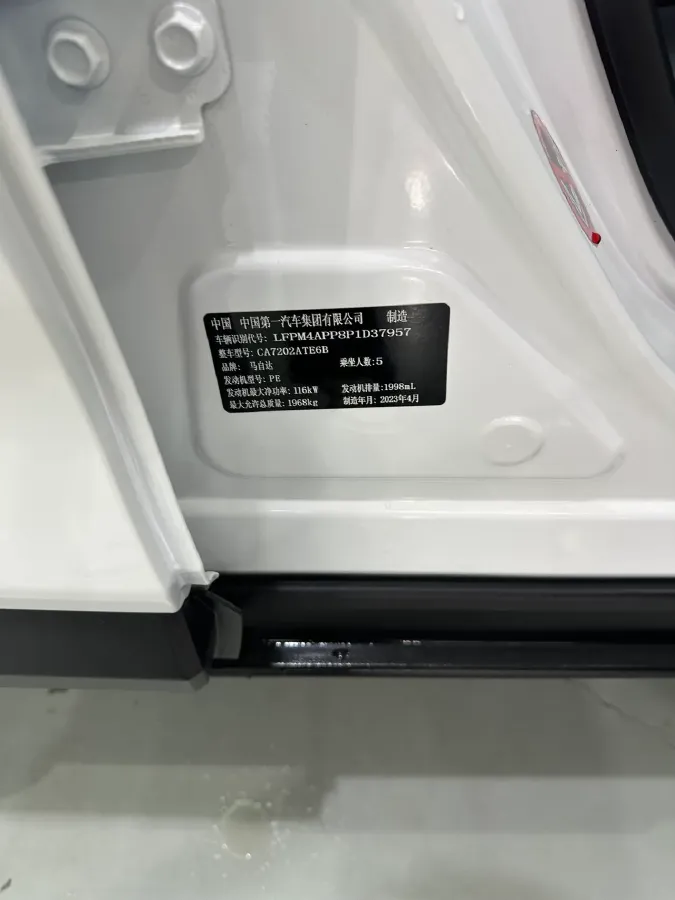 中国 中国第一汽车集团有限公司 制造
车辆识别代号: LFPM4APP8P1D37957
整车型号: CA7202ATE6B
品牌: 马自达 乘坐人数:5
发动机型号: PE
发动机最大净功率: 116kW 发动机排量:1998mL
最大允许总质量: 1968kg 制造年月: 2023年4月